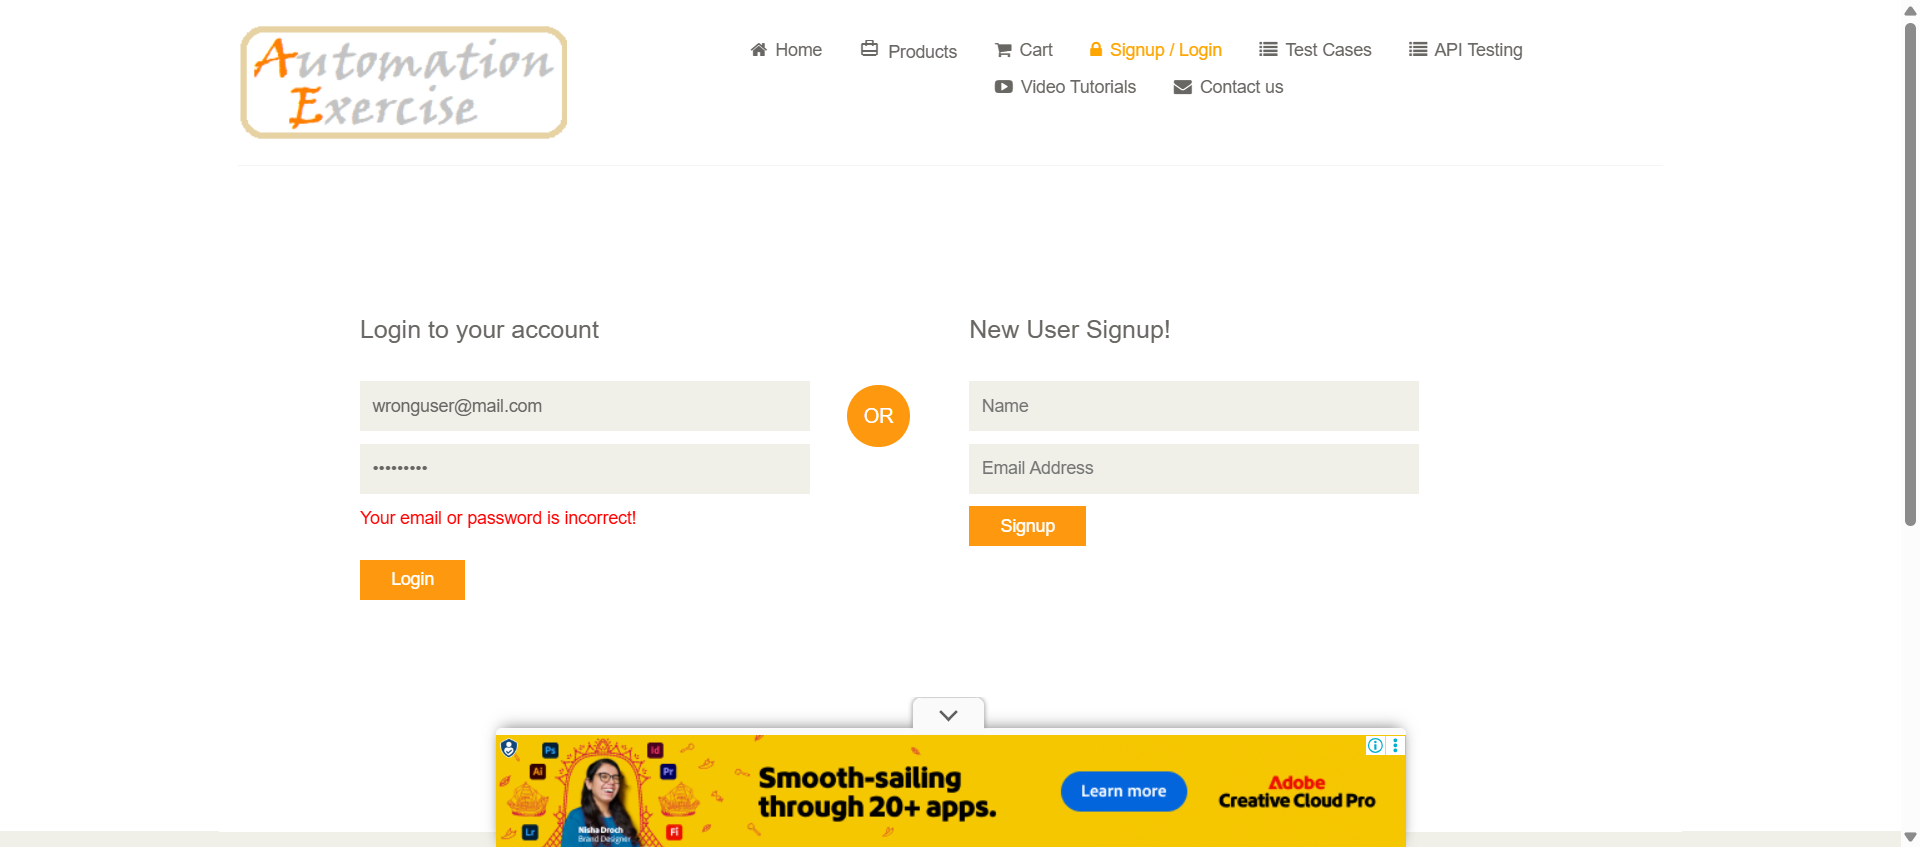 Automation
Exercise
Home
Products
Cart
Signup / Login
Test Cases
API Testing
Video Tutorials
Contact us
Login to your account
wronguser@mail.com
•••••••••
Your email or password is incorrect!
Login
OR
New User Signup!
Name
Email Address
Signup
Ps
Id
Ai
Pr
Lr
Fi
Nisha Droch
Brand Designer
Smooth-sailing
through 20+ apps.
Learn more
Adobe
Creative Cloud Pro